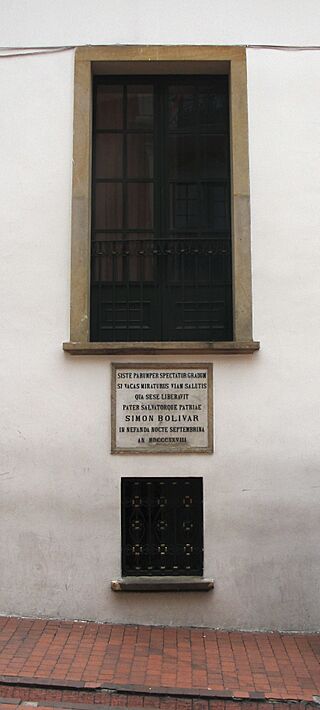 SISTE PARUMPER SPECTATOR GRADUM
SI VACAS MIRATURUS VIAM SALUTIS
QUA SESE LIBERAVIT
PATER SALVATORQUE PATRIAE
SIMON BOLIVAR
IN NEFANDA NOCTE SEPTEMBRINA
AN MDCCCXXVIII